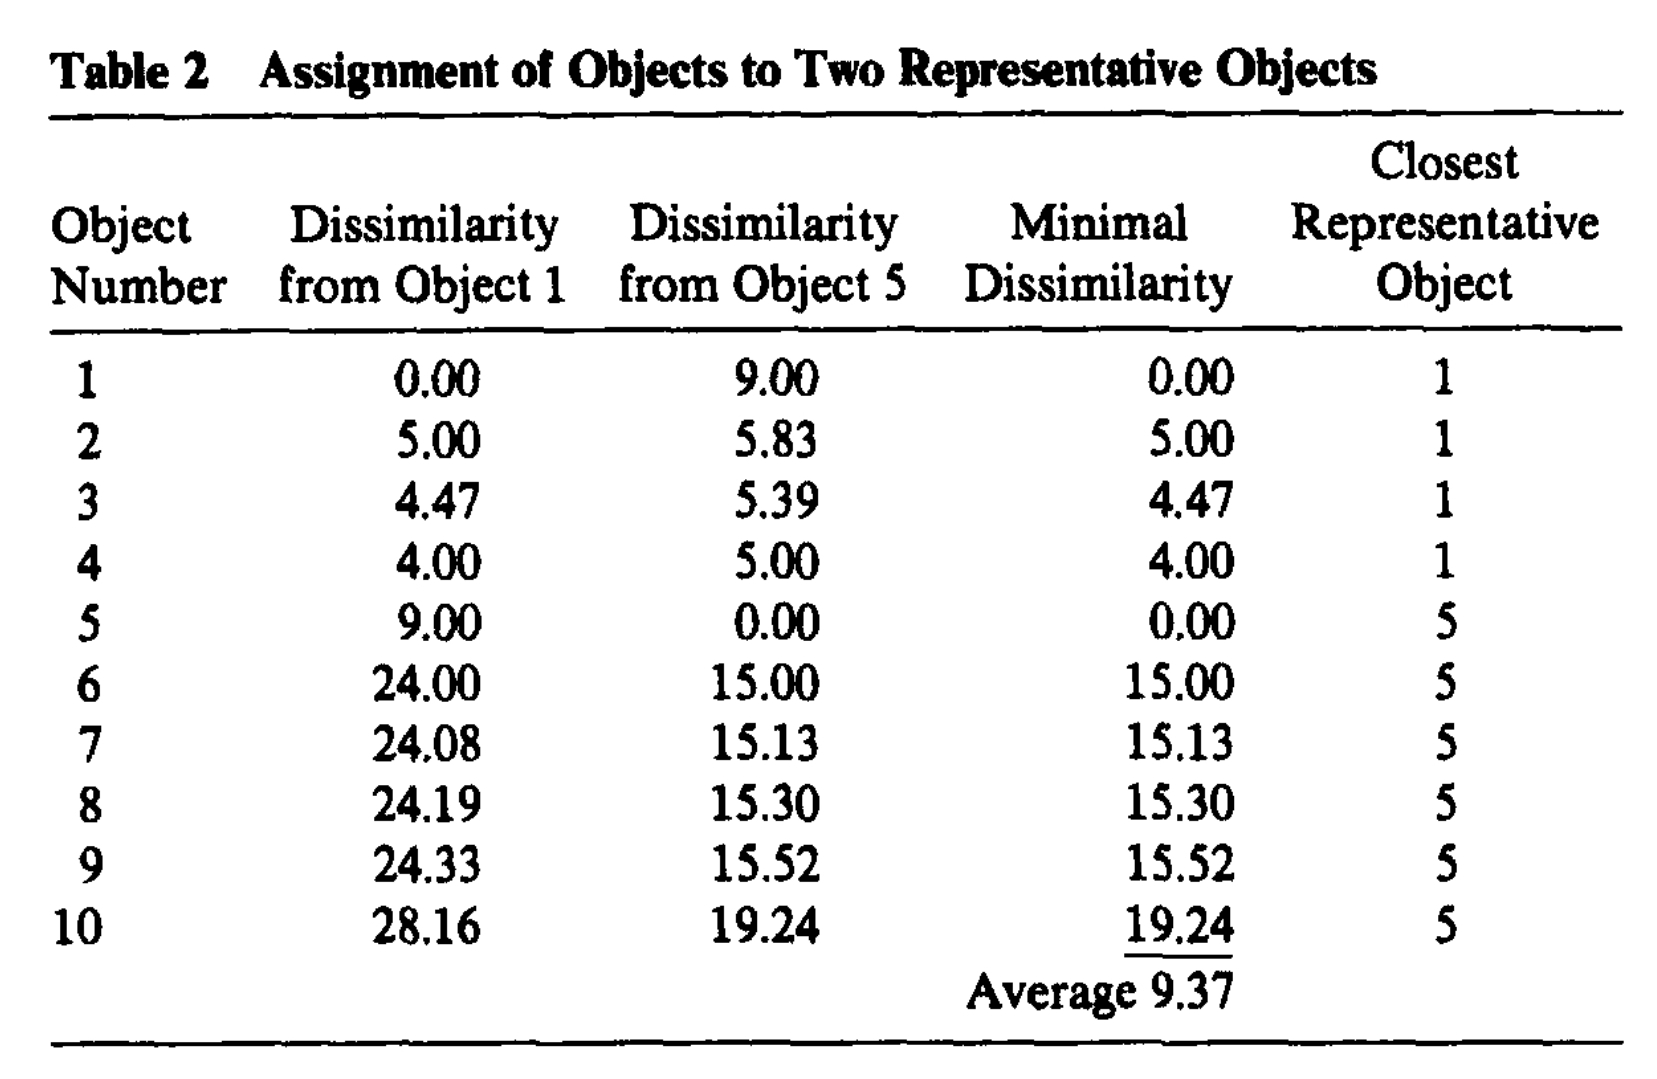 Table 2 Assignment of Objects to Two Representative Objects
Closest
Object Dissimilarity Dissimilarity Minimal Representative
Number from Object 1 from Object 5 Dissimilarity Object
1 0.00 9.00 0.00 1
2 5.00 5.83 5.00 1
3 4.47 5.39 4.47 1
4 4.00 5.00 4.00 1
5 9.00 0.00 0.00 5
6 24.00 15.00 15.00 5
7 24.08 15.13 15.13 5
8 24.19 15.30 15.30 5
9 24.33 15.52 15.52 5
10 28.16 19.24 19.24 5
Average 9.37